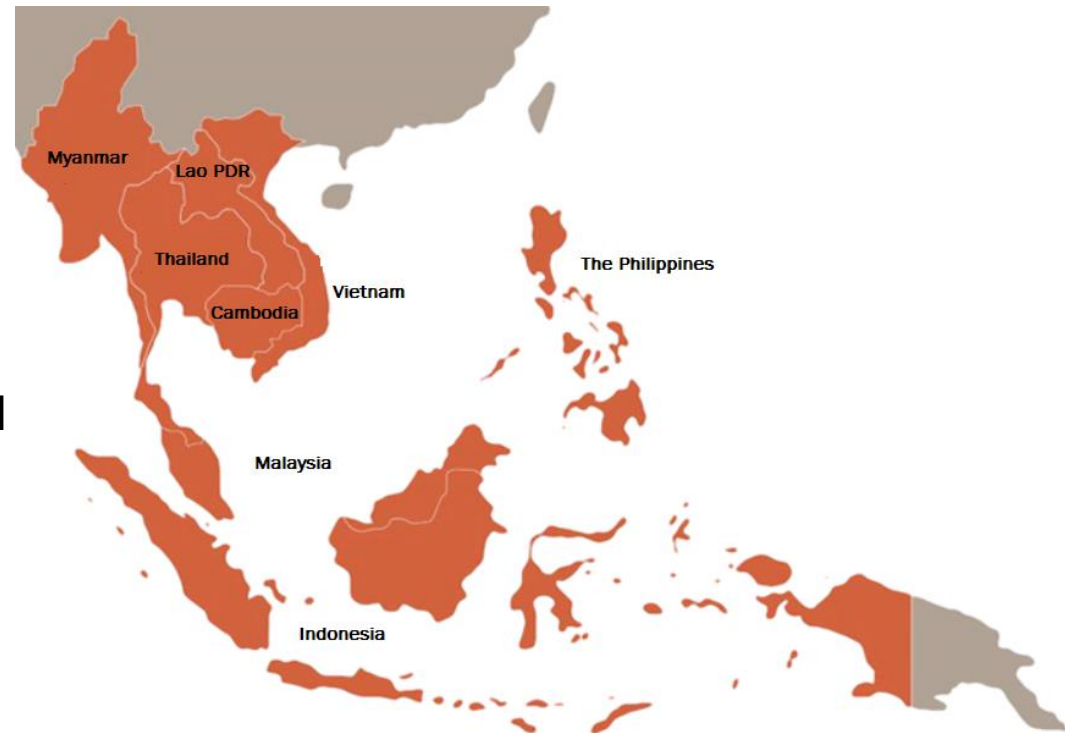 Myanmar
Lao PDR
Thailand
The Philippines
Vietnam
Cambodia
Malaysia
Indonesia